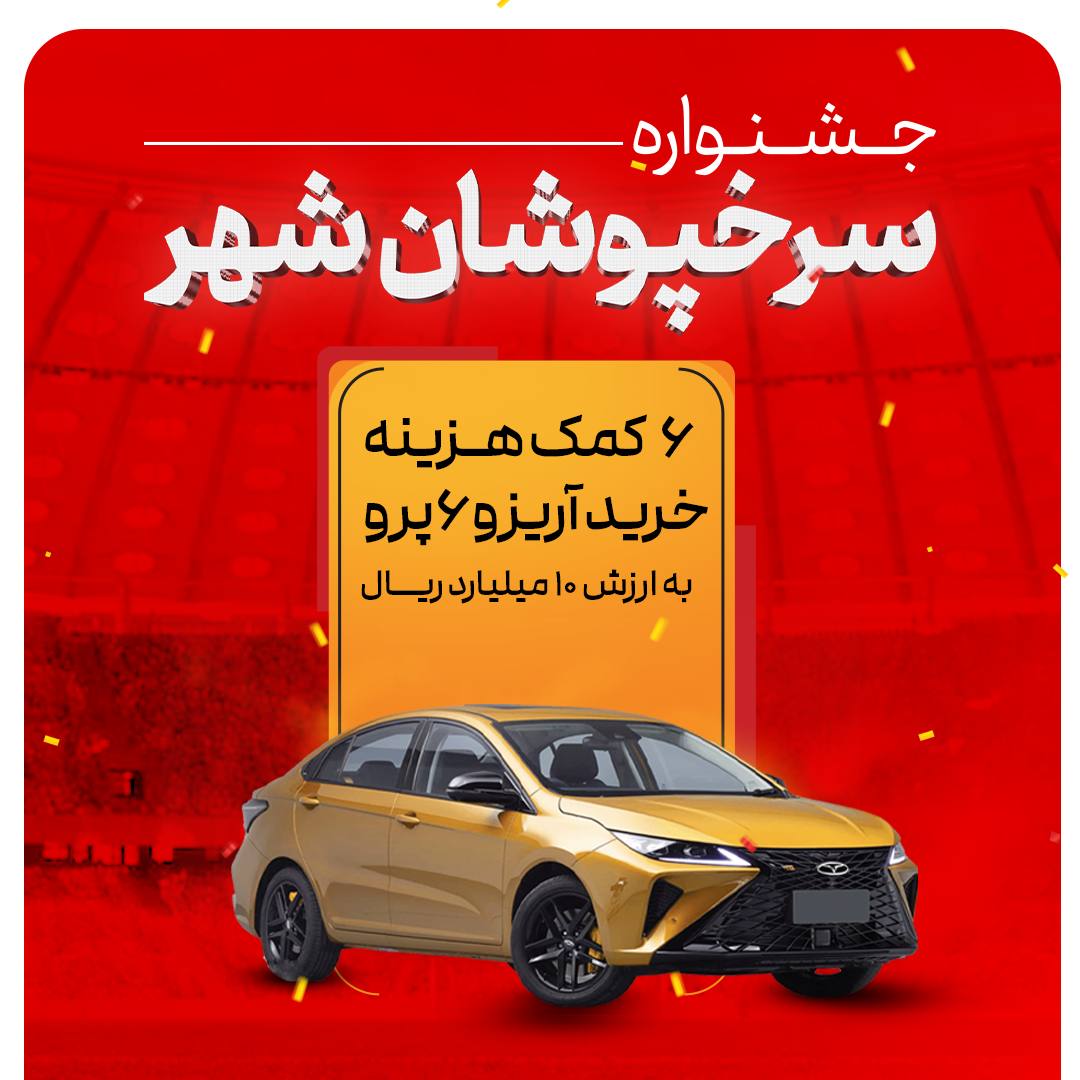 جشنواره
سرخپوشان شهر
۶ کمک هزینه
خرید آریزو ۶ پرو
به ارزش ۱۰ میلیارد ریال